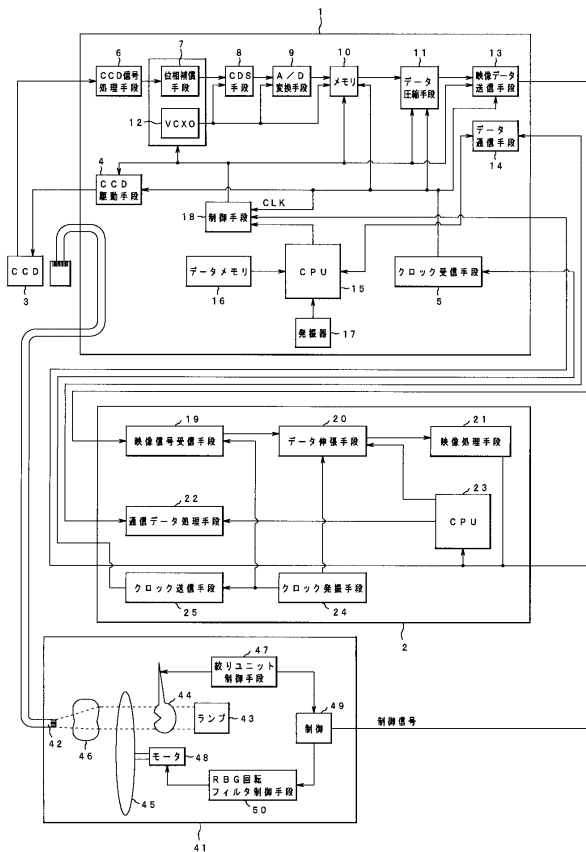 1
6
CCD信号
処理手段
7
位相補償
手段
8
CDS
手段
9
A/D
変換手段
10
メモリ
11
データ
圧縮手段
13
映像データ
送信手段
12
VCXO
データ
通信手段
14
4
CCD
駆動手段
CLK
18
制御手段
CCD
3
データメモリ
16
CPU
15
クロック受信手段
5
発振器
17
19
映像信号受信手段
20
データ伸張手段
21
映像処理手段
22
通信データ処理手段
23
CPU
クロック送信手段
25
クロック発振手段
24
2
47
絞りユニット
制御手段
44
ランプ
43
49
制御
制御信号
42
46
モータ
48
RBG回転
フィルタ制御手段
50
45
41